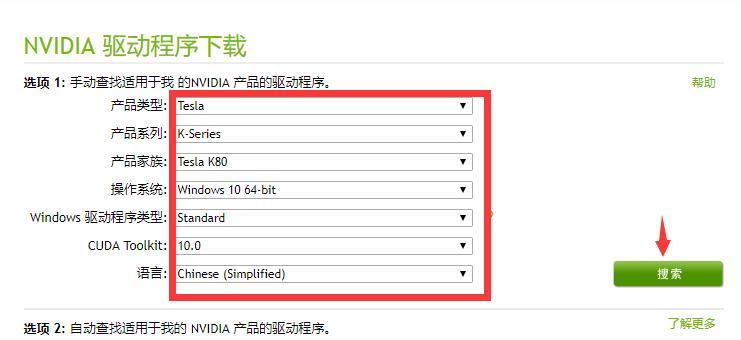 NVIDIA 驱动程序下载
选项 1: 手动查找适用于我 的NVIDIA 产品的驱动程序。 帮助
产品类型: Tesla
产品系列: K-Series
产品家族: Tesla K80
操作系统: Windows 10 64-bit
Windows 驱动程序类型: Standard
CUDA Toolkit: 10.0
语言: Chinese (Simplified) 搜索
选项 2: 自动查找适用于我的 NVIDIA 产品的驱动程序。 了解更多